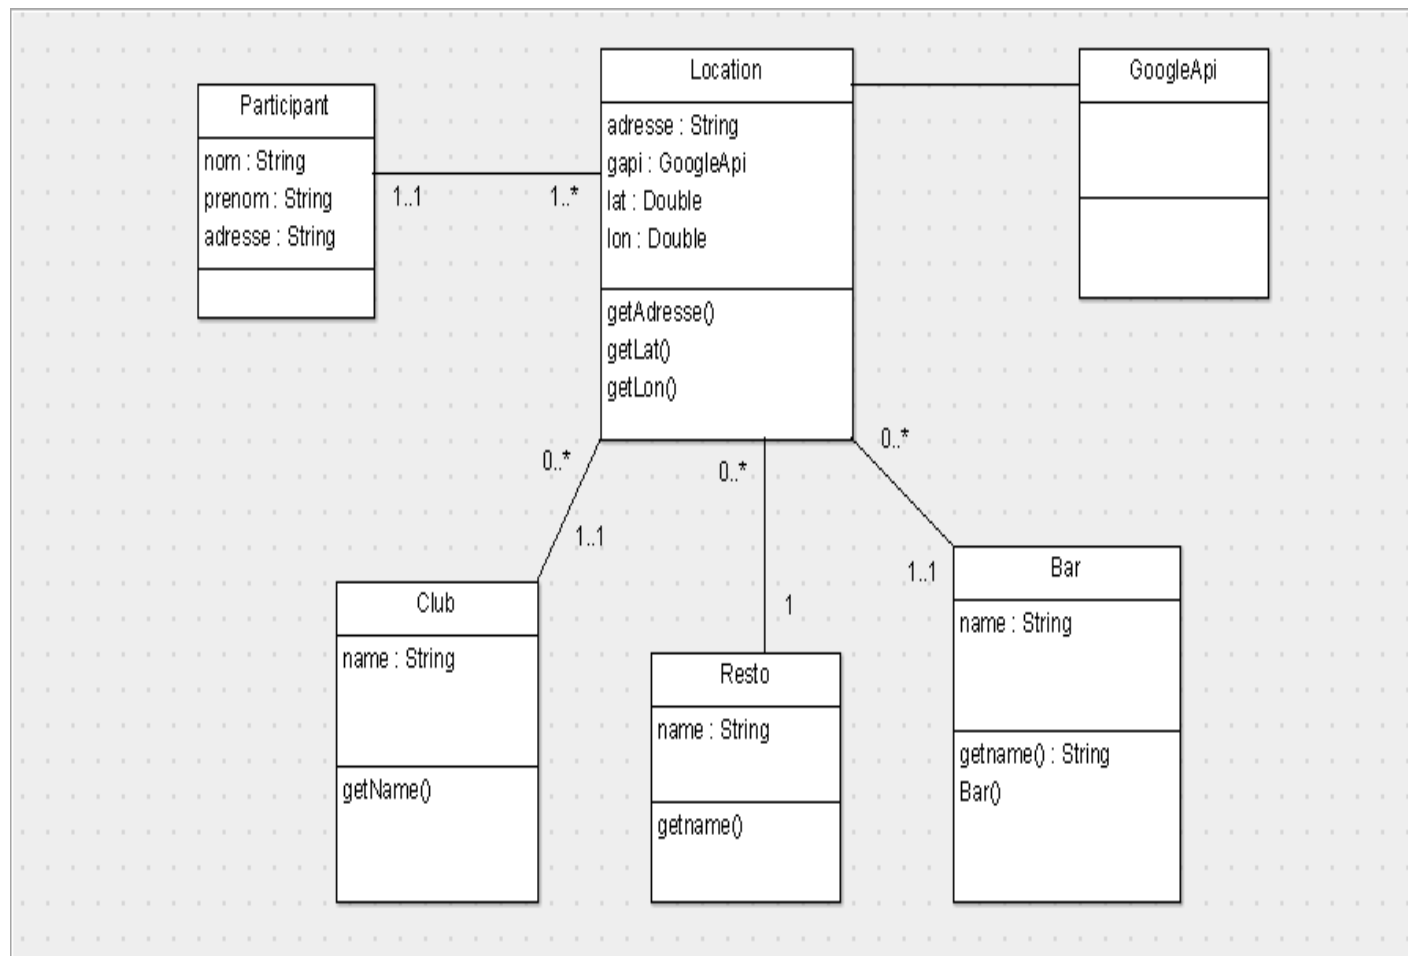 Participant
nom : String
prenom : String
adresse : String
1..1
1..*
Location
adresse : String
gapi : GoogleApi
lat : Double
lon : Double
getAdresse()
getLat()
getLon()
GoogleApi
0..*
1..1
0..*
1
0..*
1..1
Club
name : String
getName()
Resto
name : String
getname()
Bar
name : String
getname() : String
Bar()